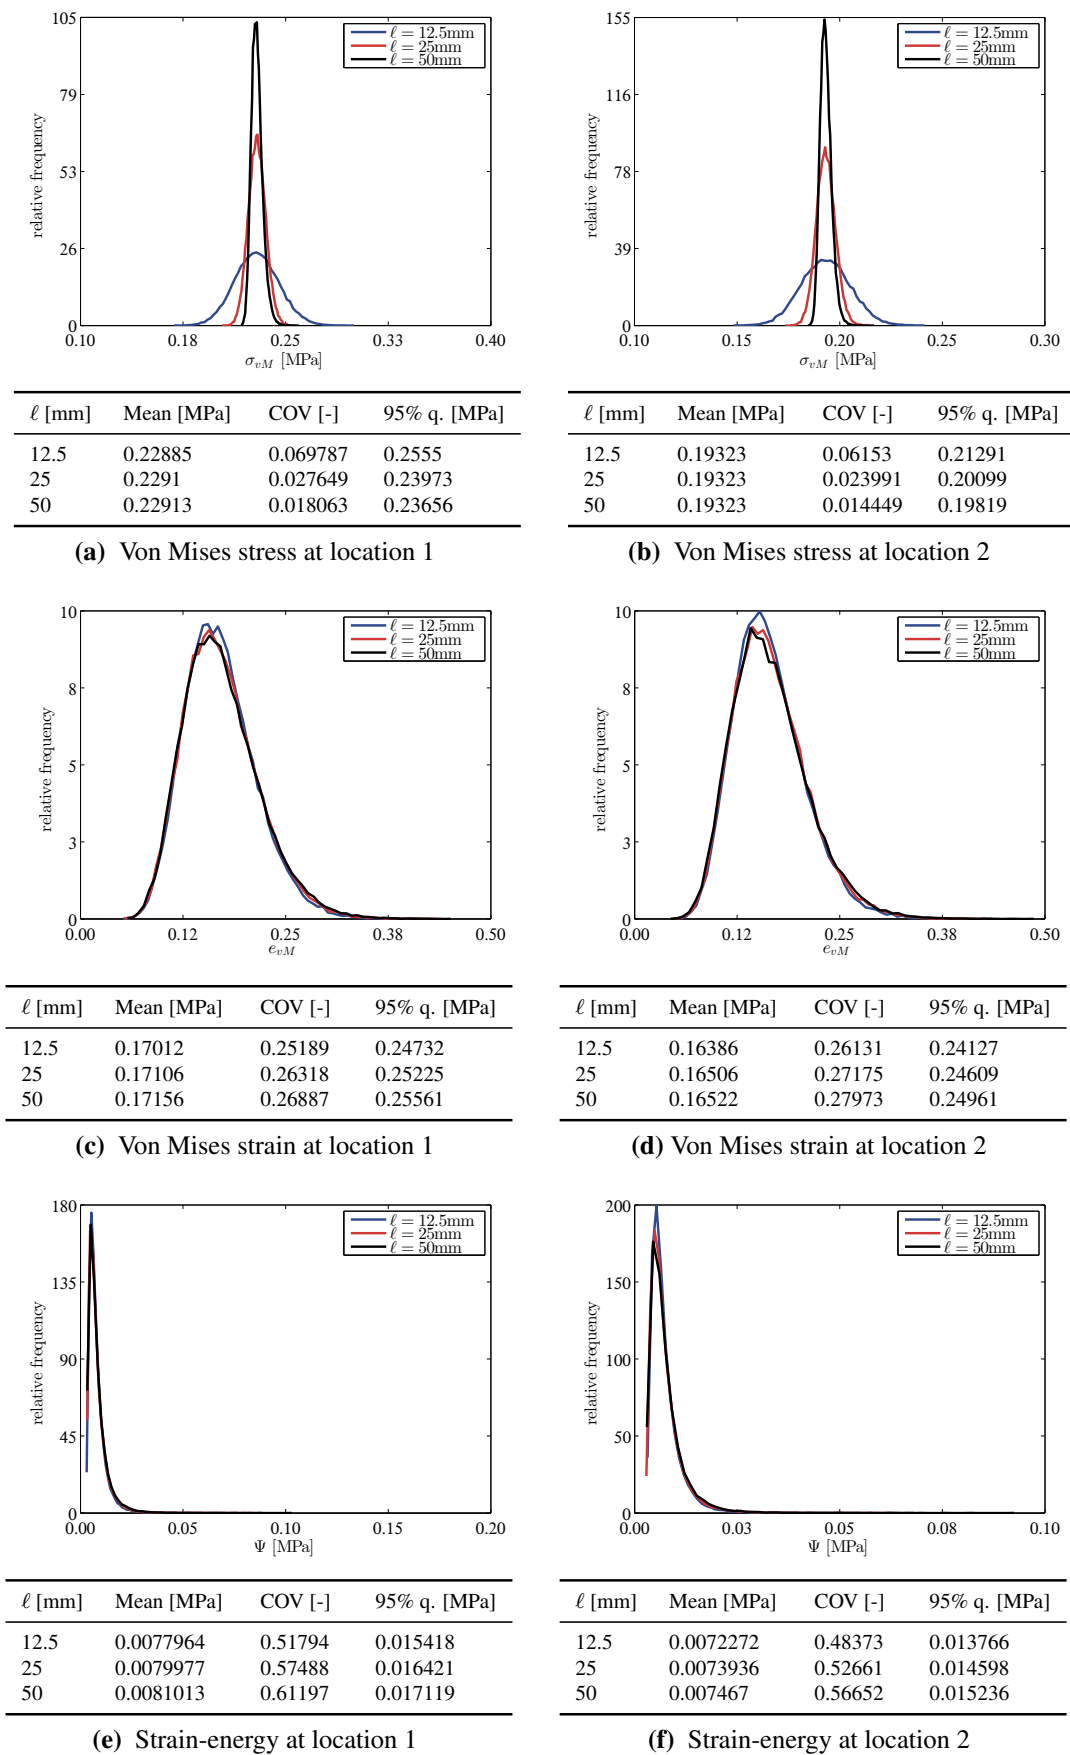 105
79
53
26
0
relative frequency
ℓ = 12.5mm
ℓ = 25mm
ℓ = 50mm
0.10 0.18 0.25 0.33 0.40
σvM [MPa]
ℓ [mm] Mean [MPa] COV [-] 95% q. [MPa]
12.5 0.22885 0.069787 0.2555
25 0.2291 0.027649 0.23973
50 0.22913 0.018063 0.23656
(a) Von Mises stress at location 1
155
116
78
39
0
relative frequency
ℓ = 12.5mm
ℓ = 25mm
ℓ = 50mm
0.10 0.15 0.20 0.25 0.30
σvM [MPa]
ℓ [mm] Mean [MPa] COV [-] 95% q. [MPa]
12.5 0.19323 0.06153 0.21291
25 0.19323 0.023991 0.20099
50 0.19323 0.014449 0.19819
(b) Von Mises stress at location 2
10
8
5
3
0
relative frequency
ℓ = 12.5mm
ℓ = 25mm
ℓ = 50mm
0.00 0.12 0.25 0.38 0.50
evM
ℓ [mm] Mean [MPa] COV [-] 95% q. [MPa]
12.5 0.17012 0.25189 0.24732
25 0.17106 0.26318 0.25225
50 0.17156 0.26887 0.25561
(c) Von Mises strain at location 1
10
8
5
3
0
relative frequency
ℓ = 12.5mm
ℓ = 25mm
ℓ = 50mm
0.00 0.12 0.25 0.38 0.50
evM
ℓ [mm] Mean [MPa] COV [-] 95% q. [MPa]
12.5 0.16386 0.26131 0.24127
25 0.16506 0.27175 0.24609
50 0.16522 0.27973 0.24961
(d) Von Mises strain at location 2
180
135
90
45
0
relative frequency
ℓ = 12.5mm
ℓ = 25mm
ℓ = 50mm
0.00 0.05 0.10 0.15 0.20
Ψ [MPa]
ℓ [mm] Mean [MPa] COV [-] 95% q. [MPa]
12.5 0.0077964 0.51794 0.015418
25 0.0079977 0.57488 0.016421
50 0.0081013 0.61197 0.017119
(e) Strain-energy at location 1
200
150
100
50
0
relative frequency
ℓ = 12.5mm
ℓ = 25mm
ℓ = 50mm
0.00 0.03 0.05 0.08 0.10
Ψ [MPa]
ℓ [mm] Mean [MPa] COV [-] 95% q. [MPa]
12.5 0.0072272 0.48373 0.013766
25 0.0073936 0.52661 0.014598
50 0.007467 0.56652 0.015236
(f) Strain-energy at location 2